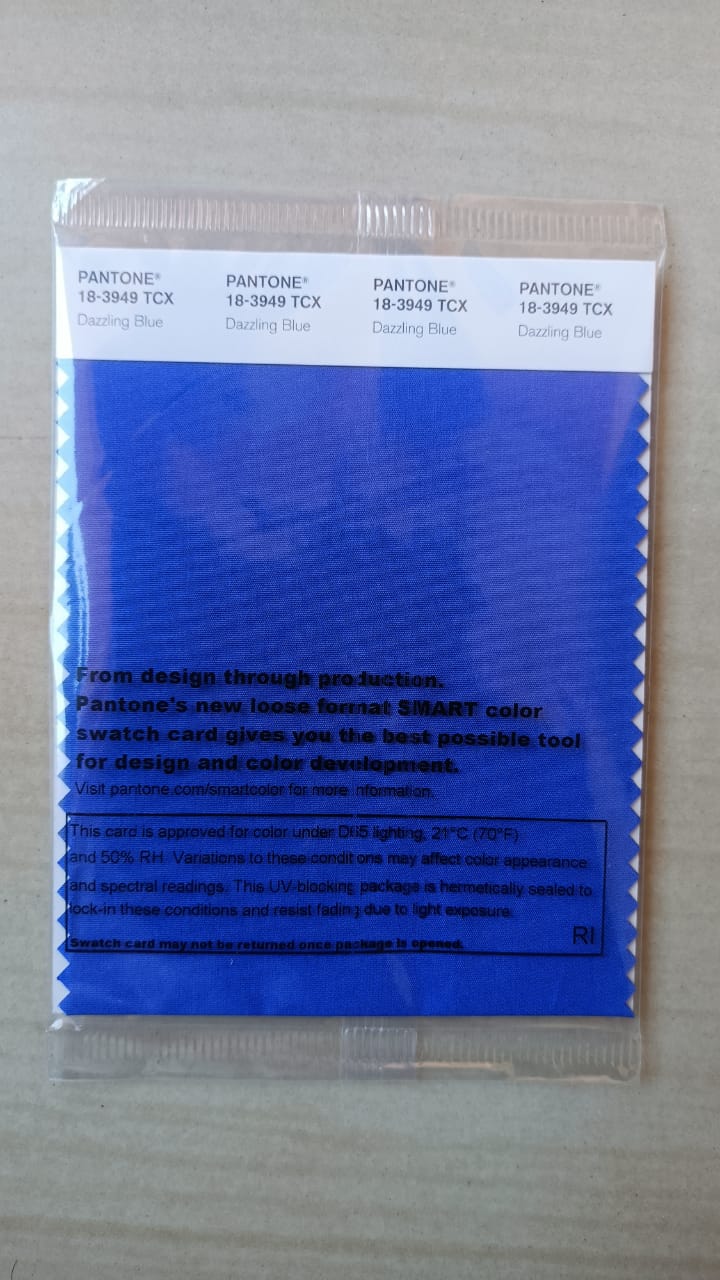 PANTONE® PANTONE® PANTONE® PANTONE®
18-3949 TCX 18-3949 TCX 18-3949 TCX 18-3949 TCX
Dazzling Blue Dazzling Blue Dazzling Blue Dazzling Blue
From design through production.
Pantone's new loose format SMART color
swatch card gives you the best possible tool
for design and color development.
Visit pantone.com/smartcolor for more information.
This card is approved for color under D65 lighting, 21°C (70°F)
and 50% RH. Variations to these conditions may affect color appearance
and spectral readings. This UV-blocking package is hermetically sealed to
lock-in these conditions and resist fading due to light exposure.
RI
Swatch card may not be returned once package is opened.